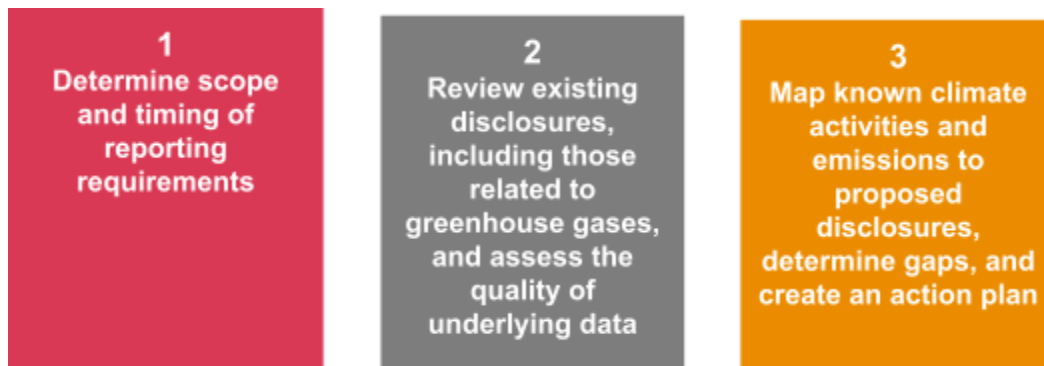 1
Determine scope
and timing of
reporting
requirements
2
Review existing
disclosures,
including those
related to
greenhouse gases,
and assess the
quality of
underlying data
3
Map known climate
activities and
emissions to
proposed
disclosures,
determine gaps, and
create an action plan